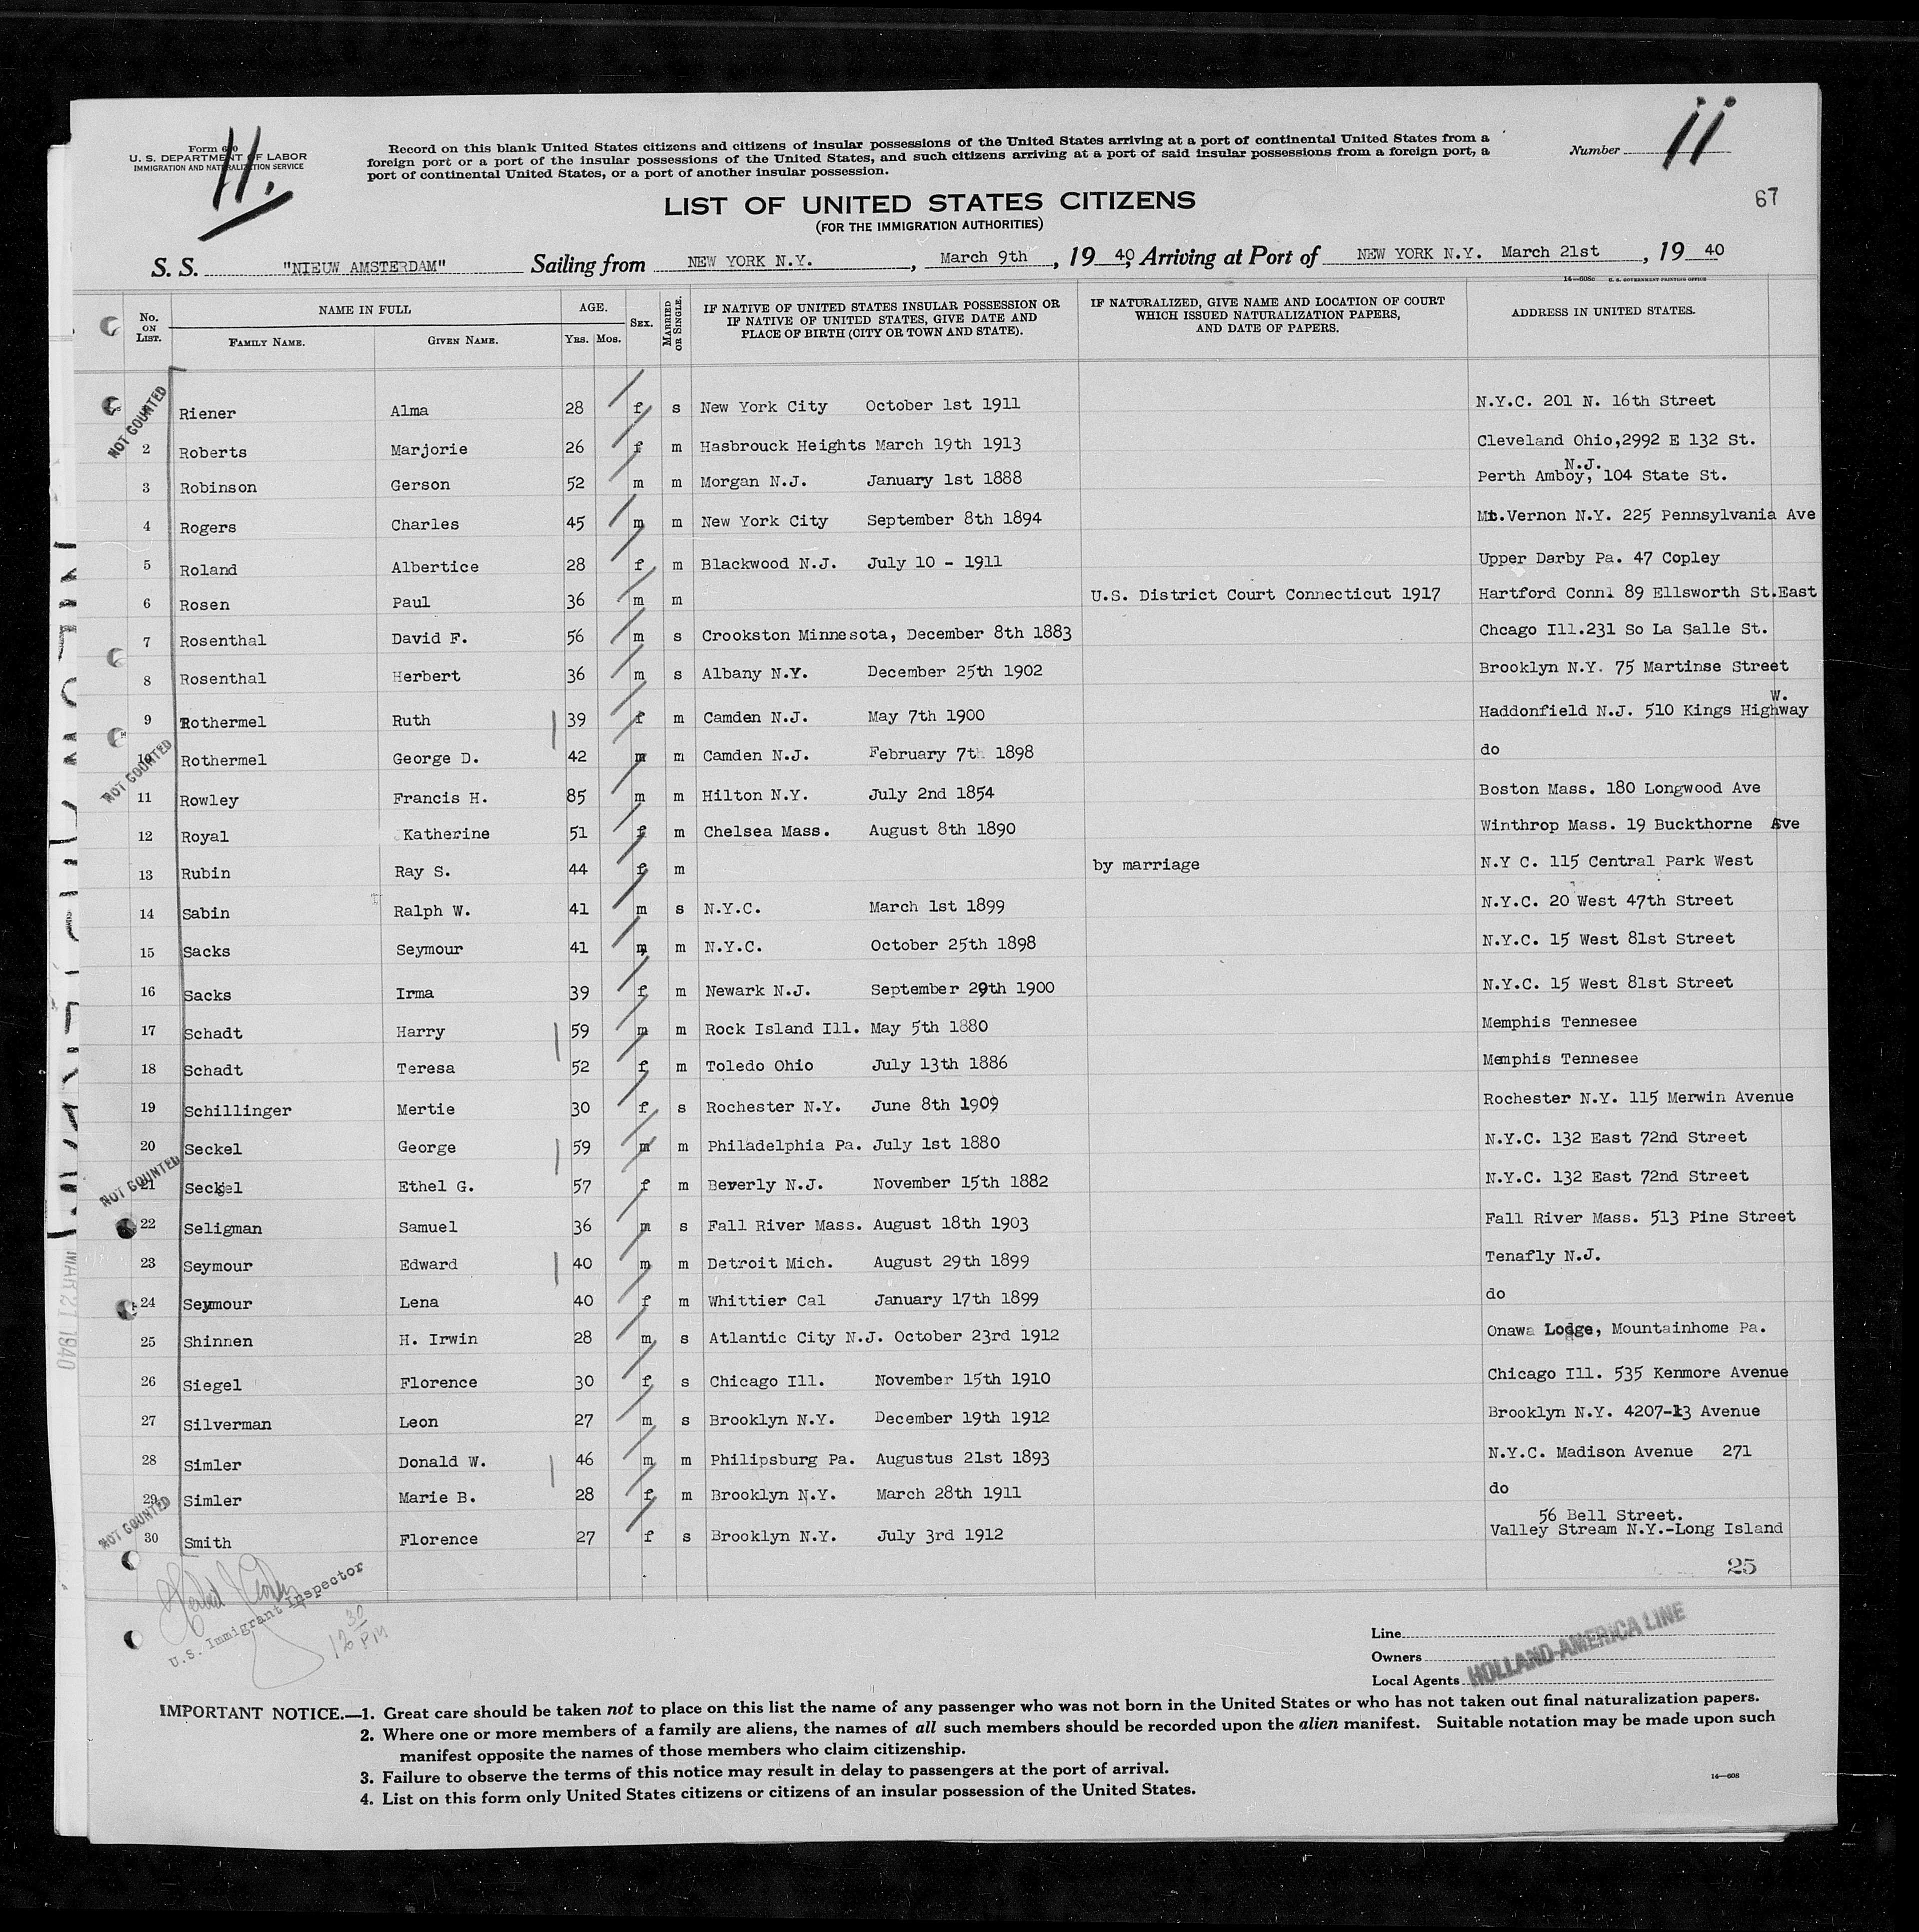 Form 630
U. S. DEPARTMENT OF LABOR
IMMIGRATION AND NATURALIZATION SERVICE
11.
Record on this blank United States citizens and citizens of insular possessions of the United States arriving at a port of continental United States from a
foreign port or a port of the insular possessions of the United States, and such citizens arriving at a port of said insular possessions from a foreign port, a
port of continental United States, or a port of another insular possession.
Number 11
67
LIST OF UNITED STATES CITIZENS
(FOR THE IMMIGRATION AUTHORITIES)
S. S. "NIEUW AMSTERDAM" Sailing from NEW YORK N.Y. , March 9th , 19 40, Arriving at Port of NEW YORK N.Y. March 21st , 19 40
14—608c U. S. GOVERNMENT PRINTING OFFICE
No. ON LIST. NAME IN FULL FAMILY NAME. GIVEN NAME. AGE. YRS. MOS. SEX. MARRIED OR SINGLE. IF NATIVE OF UNITED STATES INSULAR POSSESSION OR IF NATIVE OF UNITED STATES, GIVE DATE AND PLACE OF BIRTH (CITY OR TOWN AND STATE). IF NATURALIZED, GIVE NAME AND LOCATION OF COURT WHICH ISSUED NATURALIZATION PAPERS, AND DATE OF PAPERS. ADDRESS IN UNITED STATES.
NOT COUNTED
Riener Alma 28 f s New York City October 1st 1911 N.Y.C. 201 N. 16th Street
2 Roberts Marjorie 26 f m Hasbrouck Heights March 19th 1913 Cleveland Ohio,2992 E 132 St.
3 Robinson Gerson 52 m m Morgan N.J. January 1st 1888 Perth Amboy, N.J. 104 State St.
4 Rogers Charles 45 m m New York City September 8th 1894 Mt.Vernon N.Y. 225 Pennsylvania Ave
5 Roland Albertice 28 f m Blackwood N.J. July 10 - 1911 Upper Darby Pa. 47 Copley
6 Rosen Paul 36 m m U.S. District Court Connecticut 1917 Hartford Conn1 89 Ellsworth St.East
7 Rosenthal David F. 56 m s Crookston Minnesota, December 8th 1883 Chcago Ill.231 So La Salle St.
8 Rosenthal Herbert 36 m s Albany N.Y. December 25th 1902 Brooklyn N.Y. 75 Martinse Street
9 Rothermel Ruth 39 f m Camden N.J. May 7th 1900 Haddonfield N.J. 510 Kings Highway W.
10 Rothermel George D. 42 m m Camden N.J. February 7th 1898 do
NOT COUNTED
11 Rowley Francis H. 85 m m Hilton N.Y. July 2nd 1854 Boston Mass. 180 Longwood Ave
12 Royal Katherine 51 f m Chelsea Mass. August 8th 1890 Winthrop Mass. 19 Buckthorne Ave
13 Rubin Ray S. 44 f m by marriage N.Y C. 115 Central Park West
14 Sabin Ralph W. 41 m s N.Y.C. March 1st 1899 N.Y.C. 20 West 47th Street
15 Sacks Seymour 41 m m N.Y.C. October 25th 1898 N.Y.C. 15 West 81st Street
16 Sacks Irma 39 f m Newark N.J. September 29th 1900 N.Y.C. 15 West 81st Street
17 Schadt Harry 59 m m Rock Island Ill. May 5th 1880 Memphis Tennesee
18 Schadt Teresa 52 f m Toledo Ohio July 13th 1886 Memphis Tennesee
19 Schillinger Mertie 30 f s Rochester N.Y. June 8th 1909 Rochester N.Y. 115 Merwin Avenue
20 Seckel George 59 m m Philadelphia Pa. July 1st 1880 N.Y.C. 132 East 72nd Street
NOT COUNTED
21 Seckel Ethel G. 57 f m Beverly N.J. November 15th 1882 N.Y.C. 132 East 72nd Street
22 Seligman Samuel 36 m s Fall River Mass. August 18th 1903 Fall River Mass. 513 Pine Street
23 Seymour Edward 40 m m Detroit Mich. August 29th 1899 Tenafly N.J.
24 Seymour Lena 40 f m Whittier Cal January 17th 1899 do
25 Shinnen H. Irwin 28 m s Atlantic City N.J. October 23rd 1912 Onawa Lodge, Mountainhome Pa.
26 Siegel Florence 30 f s Chicago Ill. November 15th 1910 Chicago Ill. 535 Kenmore Avenue
27 Silverman Leon 27 m s Brooklyn N.Y. December 19th 1912 Brooklyn N.Y. 4207-13 Avenue
28 Simler Donald W. 46 m m Philipsburg Pa. Augustus 21st 1893 N.Y.C. Madison Avenue 271
29 Simler Marie B. 28 f m Brooklyn N.Y. March 28th 1911 do
NOT COUNTED
56 Bell Street.
30 Smith Florence 27 f s Brooklyn N.Y. July 3rd 1912 Valley Stream N.Y.-Long Island
25
MAR 21 1940
U.S. Immigrant Inspector
12 30 PM
Line
Owners
Local Agents
HOLLAND-AMERICA LINE
IMPORTANT NOTICE.—1. Great care should be taken not to place on this list the name of any passenger who was not born in the United States or who has not taken out final naturalization papers.
2. Where one or more members of a family are aliens, the names of all such members should be recorded upon the alien manifest. Suitable notation may be made upon such
manifest opposite the names of those members who claim citizenship.
3. Failure to observe the terms of this notice may result in delay to passengers at the port of arrival.
4. List on this form only United States citizens or citizens of an insular possession of the United States.
14—608